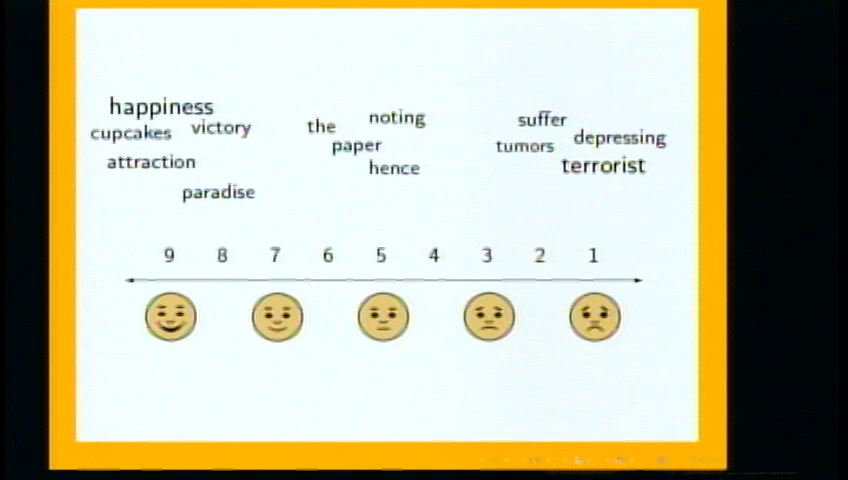 happiness
cupcakes victory
attraction
paradise
the noting
paper
hence
suffer
depressing
tumors
terrorist
9 8 7 6 5 4 3 2 1